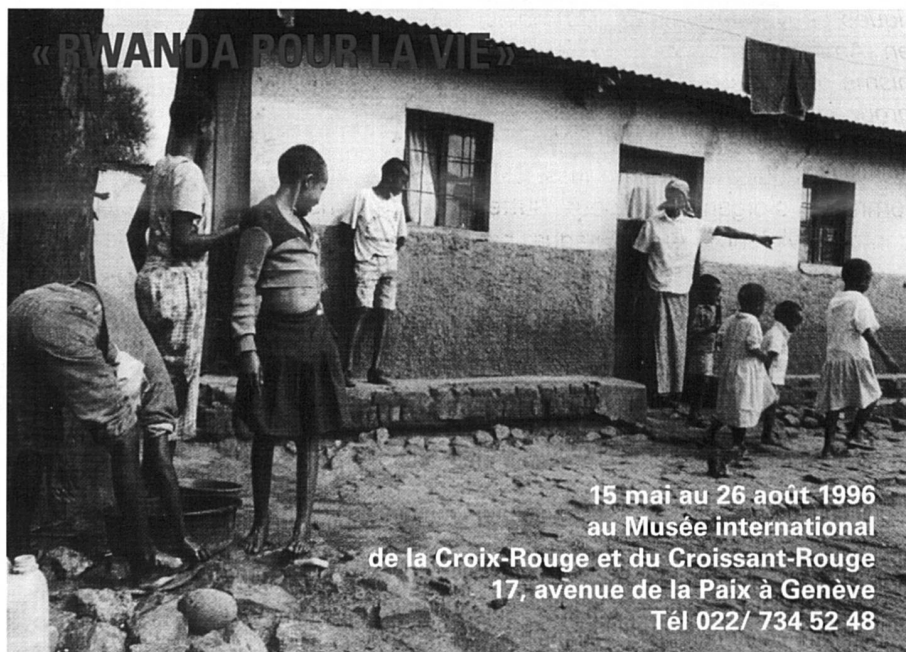 « RWANDA POUR LA VIE »
15 mai au 26 août 1996
au Musée international
de la Croix-Rouge et du Croissant-Rouge
17, avenue de la Paix à Genève
Tél 022/ 734 52 48